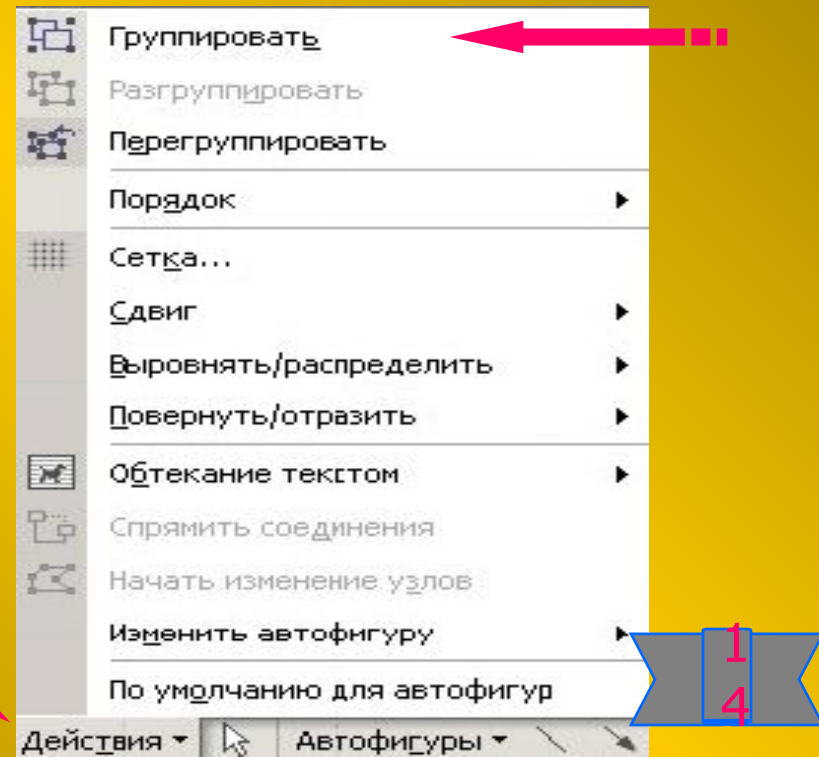 Группировать
Разгруппировать
Перегруппировать
Порядок
Сетка...
Сдвиг
Выровнять/распределить
Повернуть/отразить
Обтекание текстом
Спрямить соединения
Начать изменение узлов
Изменить автофигуру
По умолчанию для автофигур
Действия Автофигуры
1
4